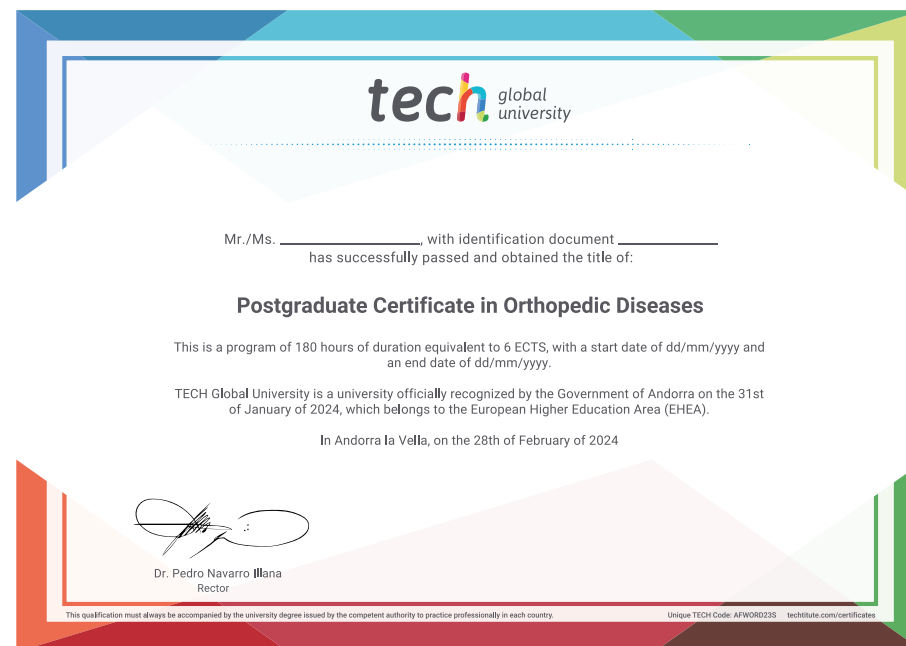 tech global
university
Mr./Ms. ____________________, with identification document ______________
has successfully passed and obtained the title of:
Postgraduate Certificate in Orthopedic Diseases
This is a program of 180 hours of duration equivalent to 6 ECTS, with a start date of dd/mm/yyyy and
an end date of dd/mm/yyyy.
TECH Global University is a university officially recognized by the Government of Andorra on the 31st
of January of 2024, which belongs to the European Higher Education Area (EHEA).
In Andorra la Vella, on the 28th of February of 2024
Dr. Pedro Navarro Illana
Rector
This qualification must always be accompanied by the university degree issued by the competent authority to practice professionally in each country.
Unique TECH Code: AFWORD23S techtitute.com/certificates